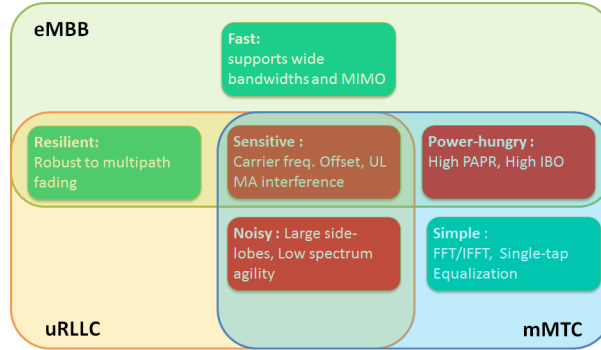 eMBB
Fast:
supports wide
bandwidths and MIMO
Resilient:
Robust to multipath
fading
Sensitive :
Carrier freq. Offset, UL
MA interference
Power-hungry :
High PAPR, High IBO
Noisy : Large side-
lobes, Low spectrum
agility
Simple :
FFT/IFFT, Single-tap
Equalization
uRLLC
mMTC